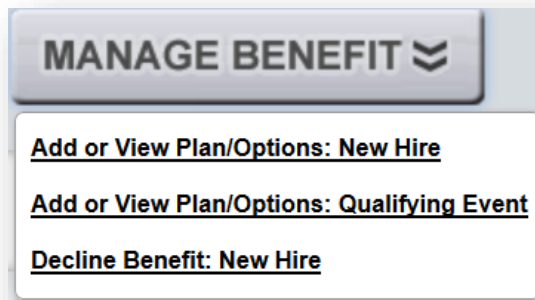 MANAGE BENEFIT
Add or View Plan/Options: New Hire
Add or View Plan/Options: Qualifying Event
Decline Benefit: New Hire